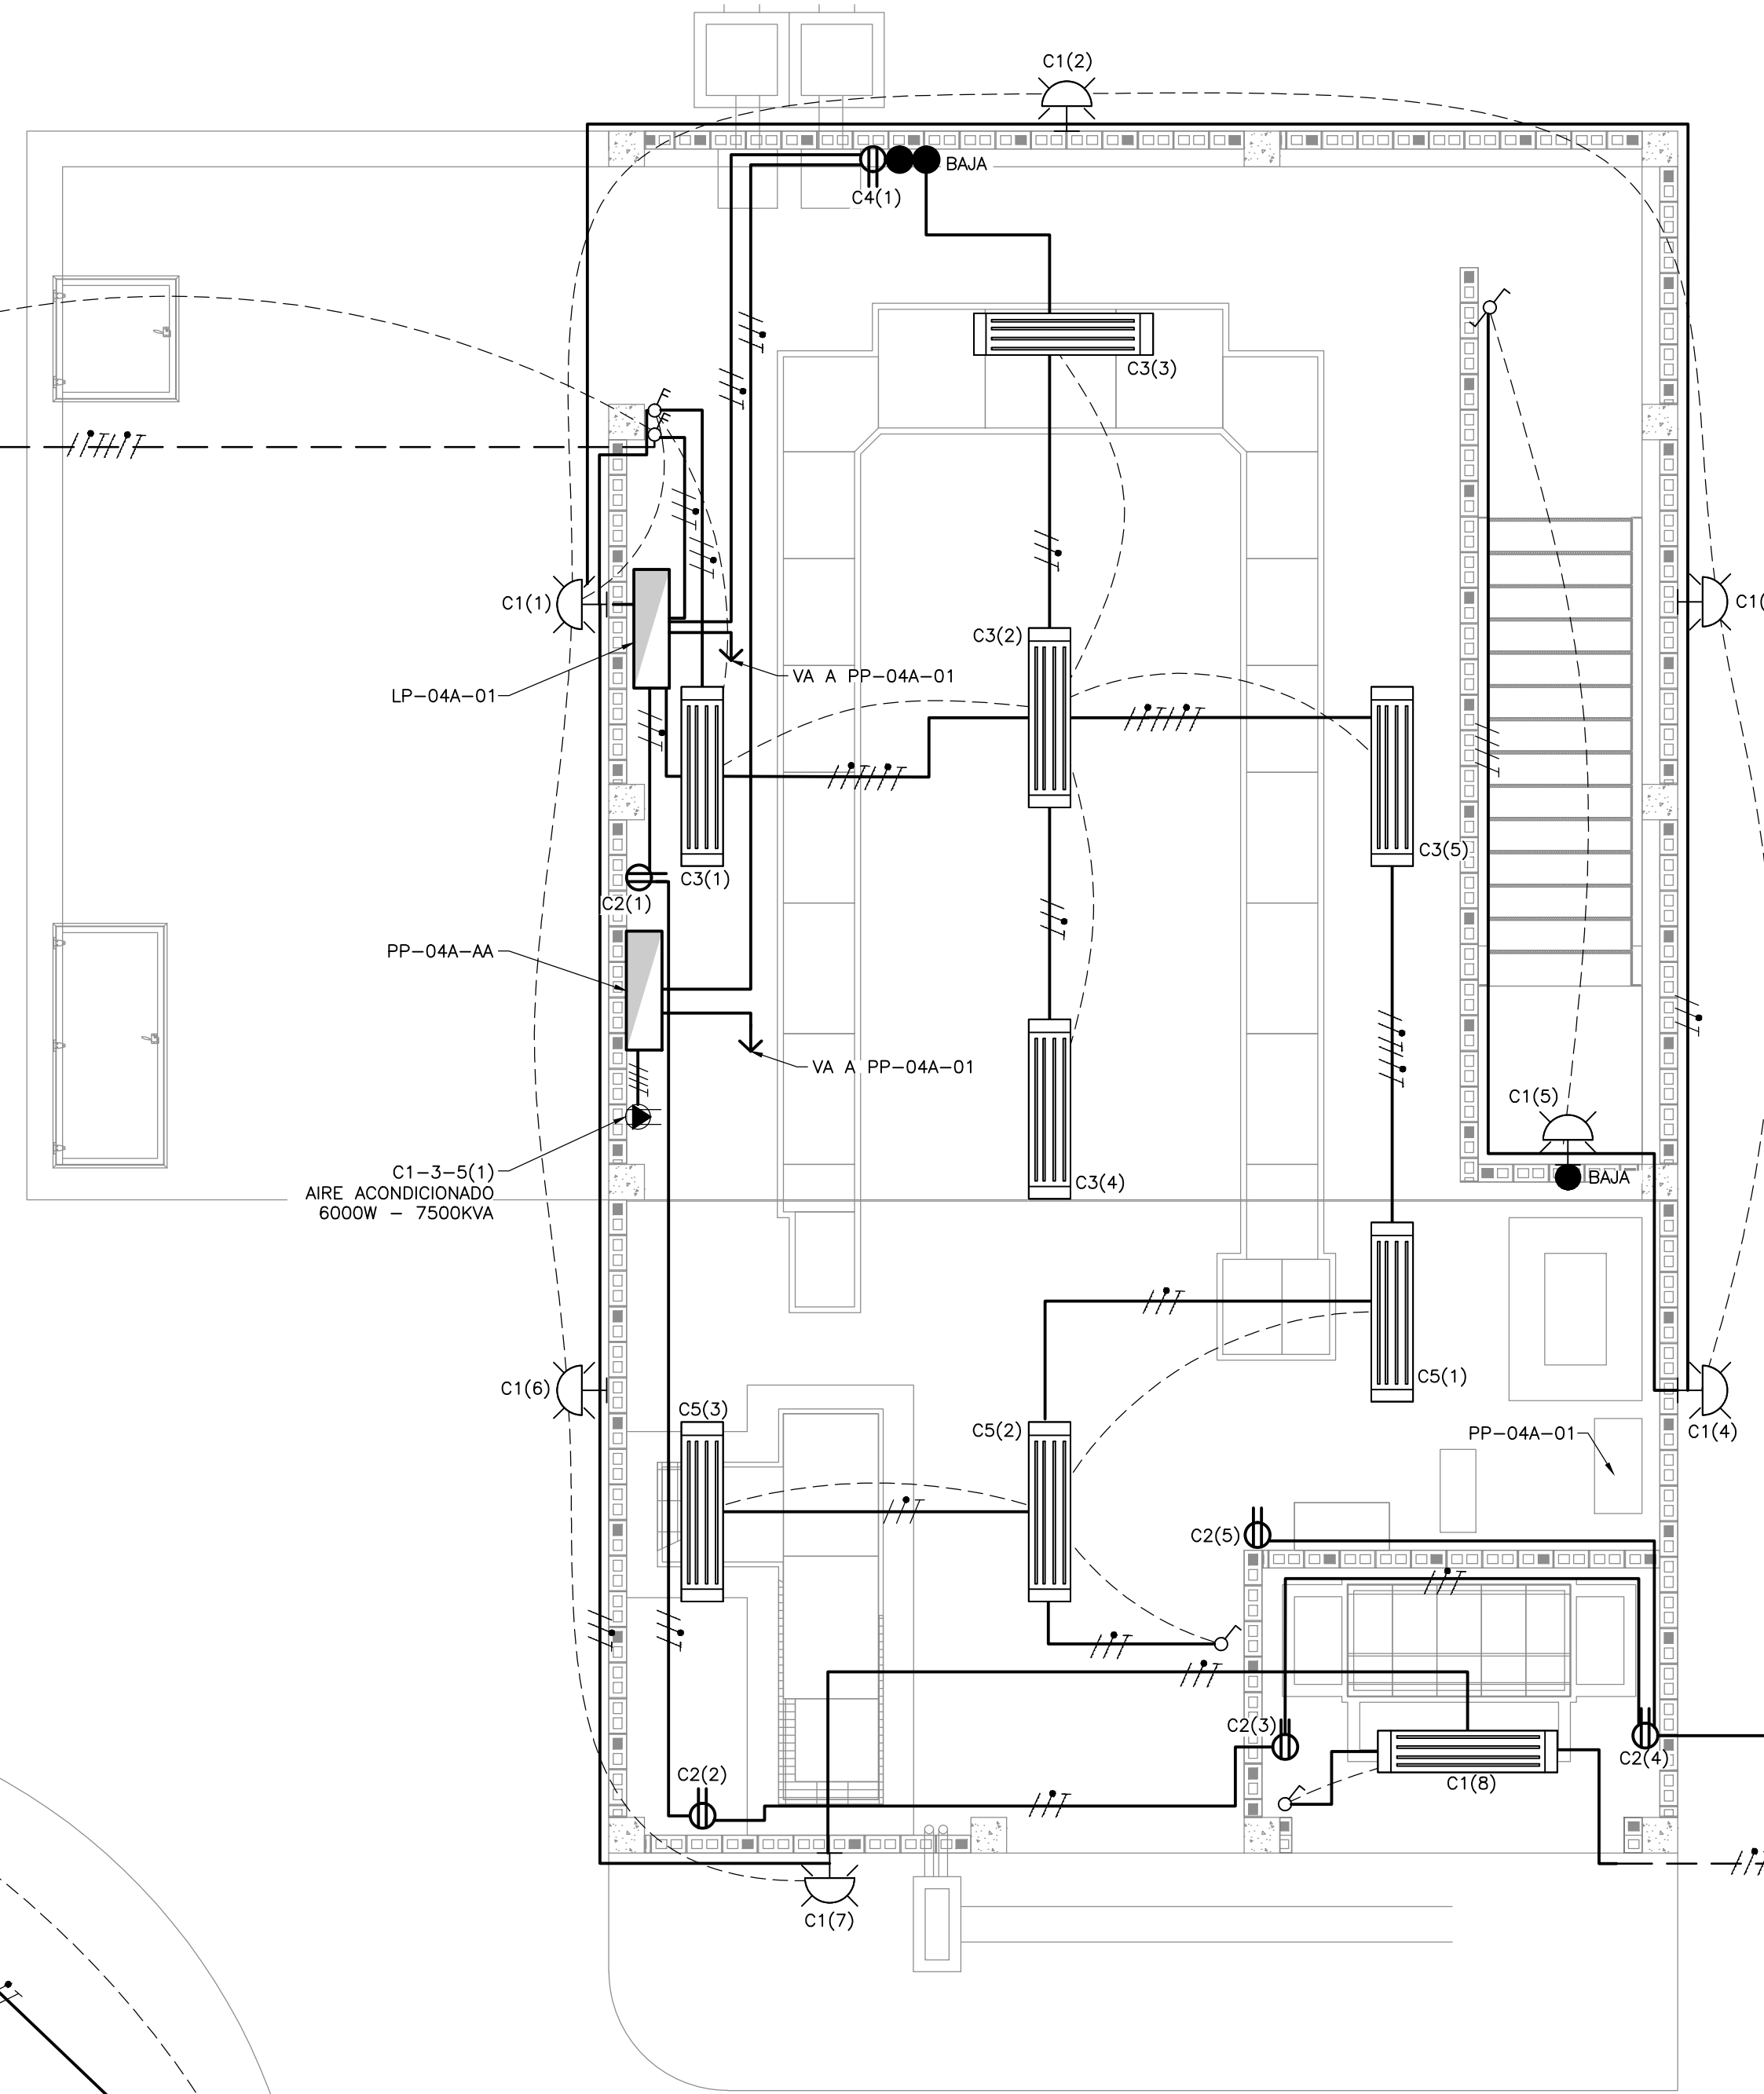 C1(2)
BAJA
C4(1)
C3(3)
C1(1)
C3(2)
C1(
LP-04A-01
VA A PP-04A-01
C3(5)
C3(1)
C2(1)
PP-04A-AA
VA A PP-04A-01
C1(5)
C1-3-5(1)
AIRE ACONDICIONADO
6000W - 7500KVA
BAJA
C3(4)
C1(6)
C5(1)
C5(3)
C5(2)
PP-04A-01
C1(4)
C2(5)
C2(3)
C2(4)
C2(2)
C1(8)
C1(7)